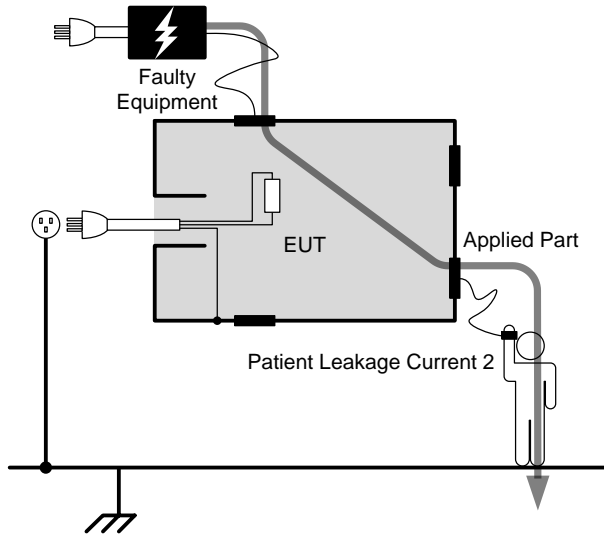 Faulty
Equipment
EUT
Applied Part
Patient Leakage Current 2